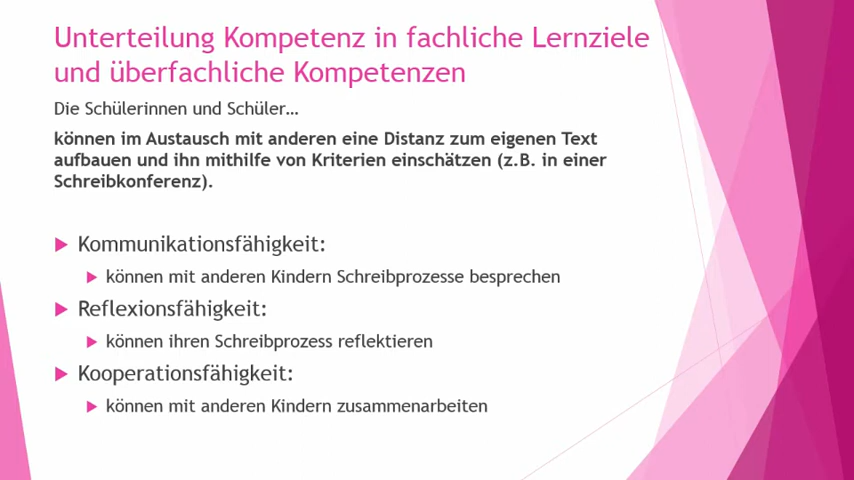 Unterteilung Kompetenz in fachliche Lernziele
und überfachliche Kompetenzen
Die Schülerinnen und Schüler…
können im Austausch mit anderen eine Distanz zum eigenen Text
aufbauen und ihn mithilfe von Kriterien einschätzen (z.B. in einer
Schreibkonferenz).
Kommunikationsfähigkeit:
können mit anderen Kindern Schreibprozesse besprechen
Reflexionsfähigkeit:
können ihren Schreibprozess reflektieren
Kooperationsfähigkeit:
können mit anderen Kindern zusammenarbeiten